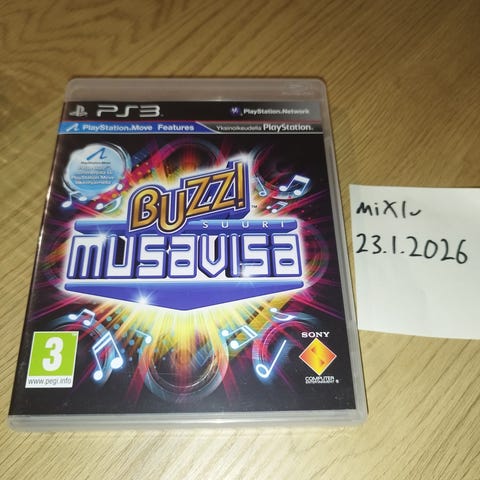 PS3 PlayStation Network
PlayStation Move Features Yksinoikeudella PlayStation
BUZZ!
SUURI
MUSAVISA
3
www.pegi.info
SONY
COMPUTER
ENTERTAINMENT
23.1.2026